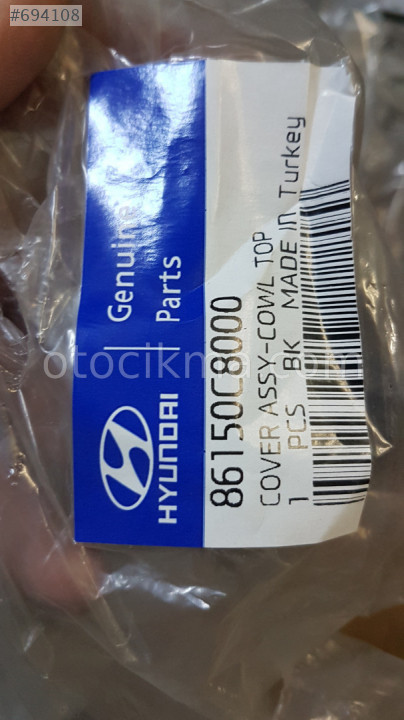 #694108
Genuine
Parts
HYUNDAI
86150C8000
COVER ASSY-COWL TOP
1 PCS BK MADE IN Turkey
otocikma.com